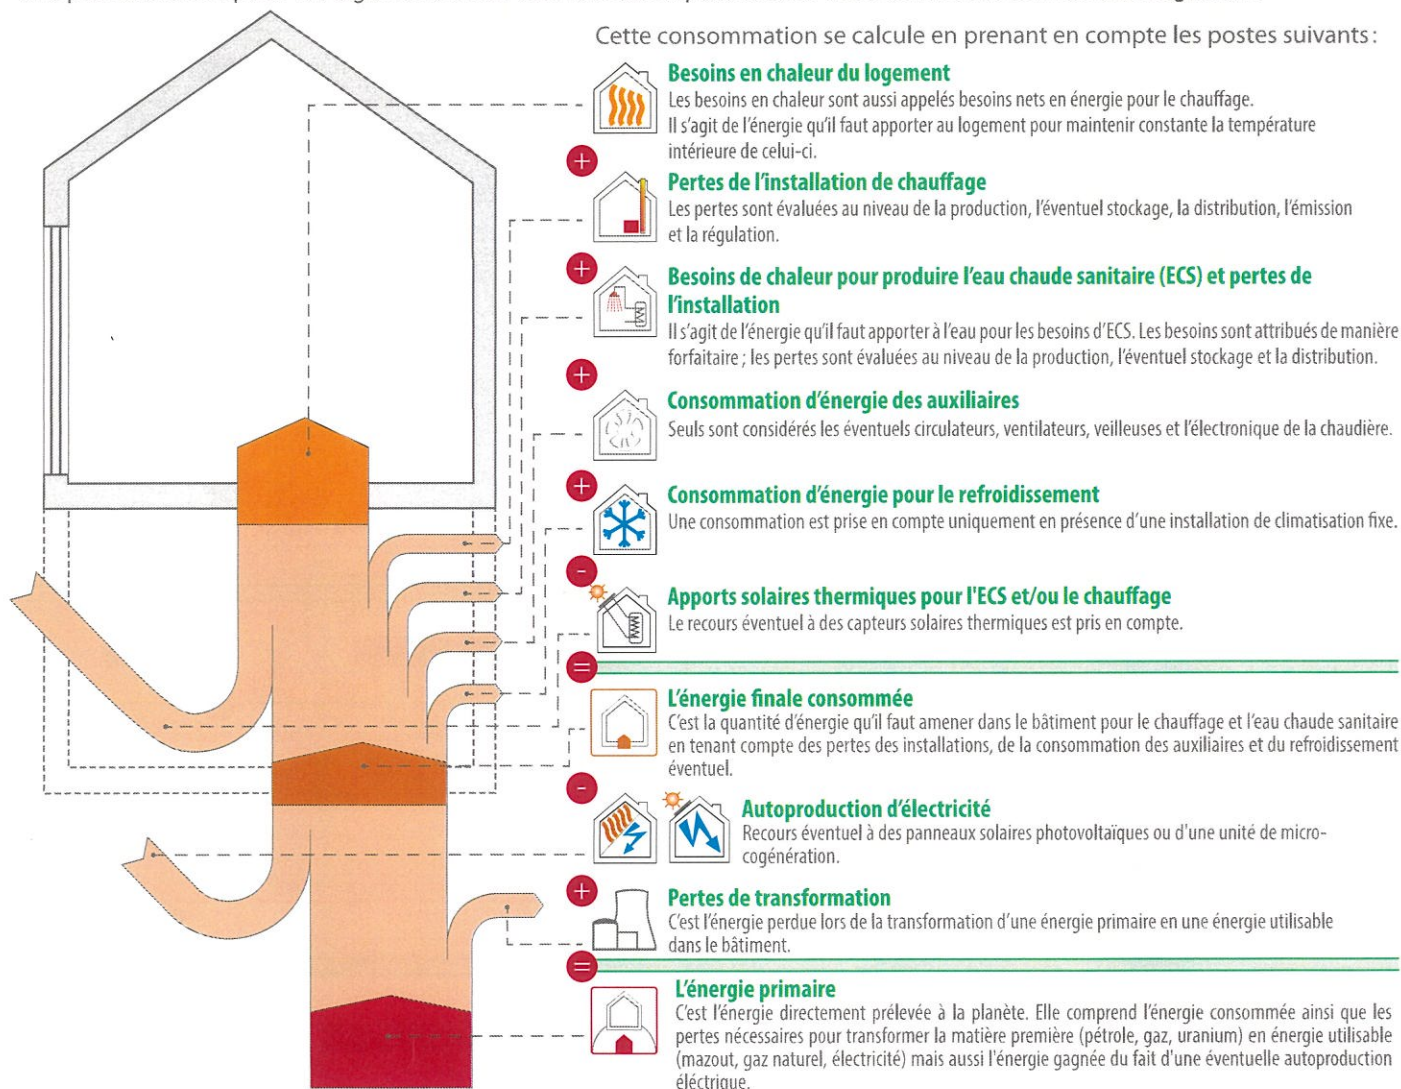 Cette consommation se calcule en prenant en compte les postes suivants :
Besoins en chaleur du logement
Les besoins en chaleur sont aussi appelés besoins nets en énergie pour le chauffage.
Il s'agit de l'énergie qu'il faut apporter au logement pour maintenir constante la température
intérieure de celui-ci.
+
Pertes de l'installation de chauffage
Les pertes sont évaluées au niveau de la production, l'éventuel stockage, la distribution, l'émission
et la régulation.
+
Besoins de chaleur pour produire l'eau chaude sanitaire (ECS) et pertes de
l'installation
Il s'agit de l'énergie qu'il faut apporter à l'eau pour les besoins d'ECS. Les besoins sont attribués de manière
forfaitaire ; les pertes sont évaluées au niveau de la production, l'éventuel stockage et la distribution.
+
Consommation d'énergie des auxiliaires
Seuls sont considérés les éventuels circulateurs, ventilateurs, veilleuses et l'électronique de la chaudière.
+
Consommation d'énergie pour le refroidissement
Une consommation est prise en compte uniquement en présence d'une installation de climatisation fixe.
-
Apports solaires thermiques pour l'ECS et/ou le chauffage
Le recours éventuel à des capteurs solaires thermiques est pris en compte.
=
L'énergie finale consommée
C'est la quantité d'énergie qu'il faut amener dans le bâtiment pour le chauffage et l'eau chaude sanitaire
en tenant compte des pertes des installations, de la consommation des auxiliaires et du refroidissement
éventuel.
-
Autoproduction d'électricité
Recours éventuel à des panneaux solaires photovoltaïques ou d'une unité de micro-
cogénération.
+
Pertes de transformation
C'est l'énergie perdue lors de la transformation d'une énergie primaire en une énergie utilisable
dans le bâtiment.
=
L'énergie primaire
C'est l'énergie directement prélevée à la planète. Elle comprend l'énergie consommée ainsi que les
pertes nécessaires pour transformer la matière première (pétrole, gaz, uranium) en énergie utilisable
(mazout, gaz naturel, électricité) mais aussi l'énergie gagnée du fait d'une éventuelle autoproduction
éléctrique.